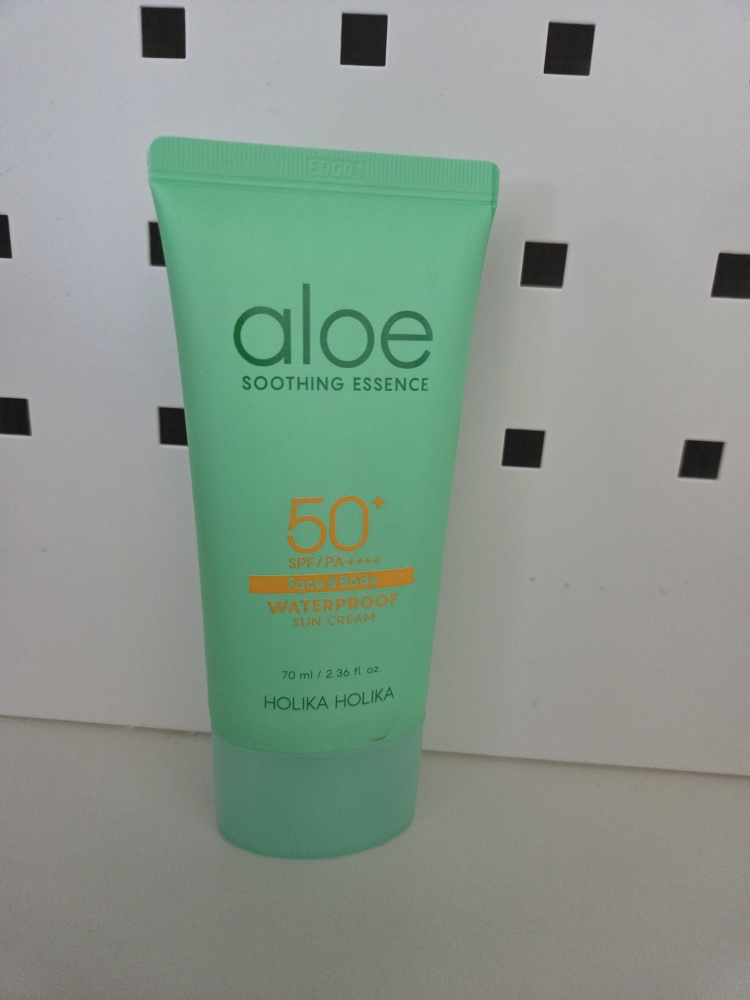 aloe
SOOTHING ESSENCE
50+
SPF/PA++++
Face & Body
WATERPROOF
SUN CREAM
70 ml / 2.36 fl. oz.
HOLIKA HOLIKA